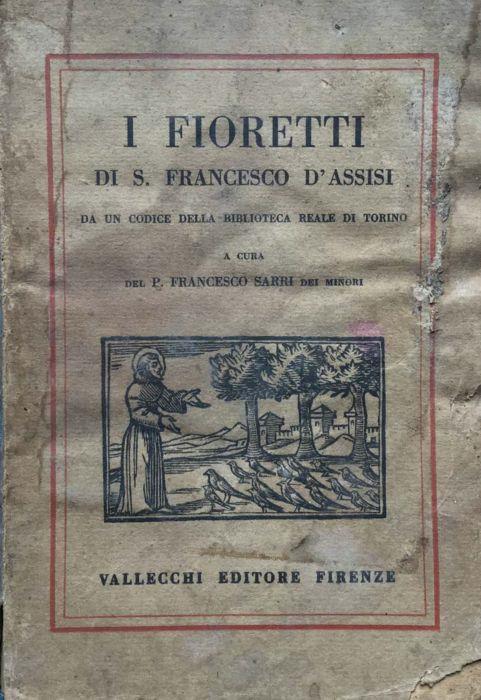 I FIORETTI
DI S. FRANCESCO D'ASSISI
DA UN CODICE DELLA BIBLIOTECA REALE DI TORINO
A CURA
DEL P. FRANCESCO SARRI DEI MINORI
VALLECCHI EDITORE FIRENZE